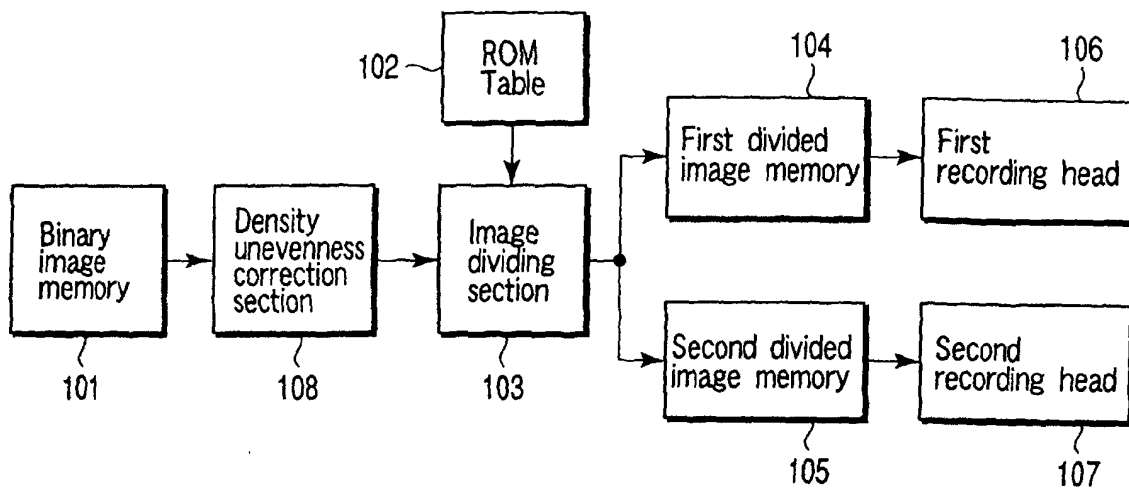 102
ROM
Table
104
106
First divided
image memory
First
recording head
Binary
image
memory
Density
unevenness
correction
section
Image
dividing
section
101
108
103
Second divided
image memory
Second
recording head
105
107